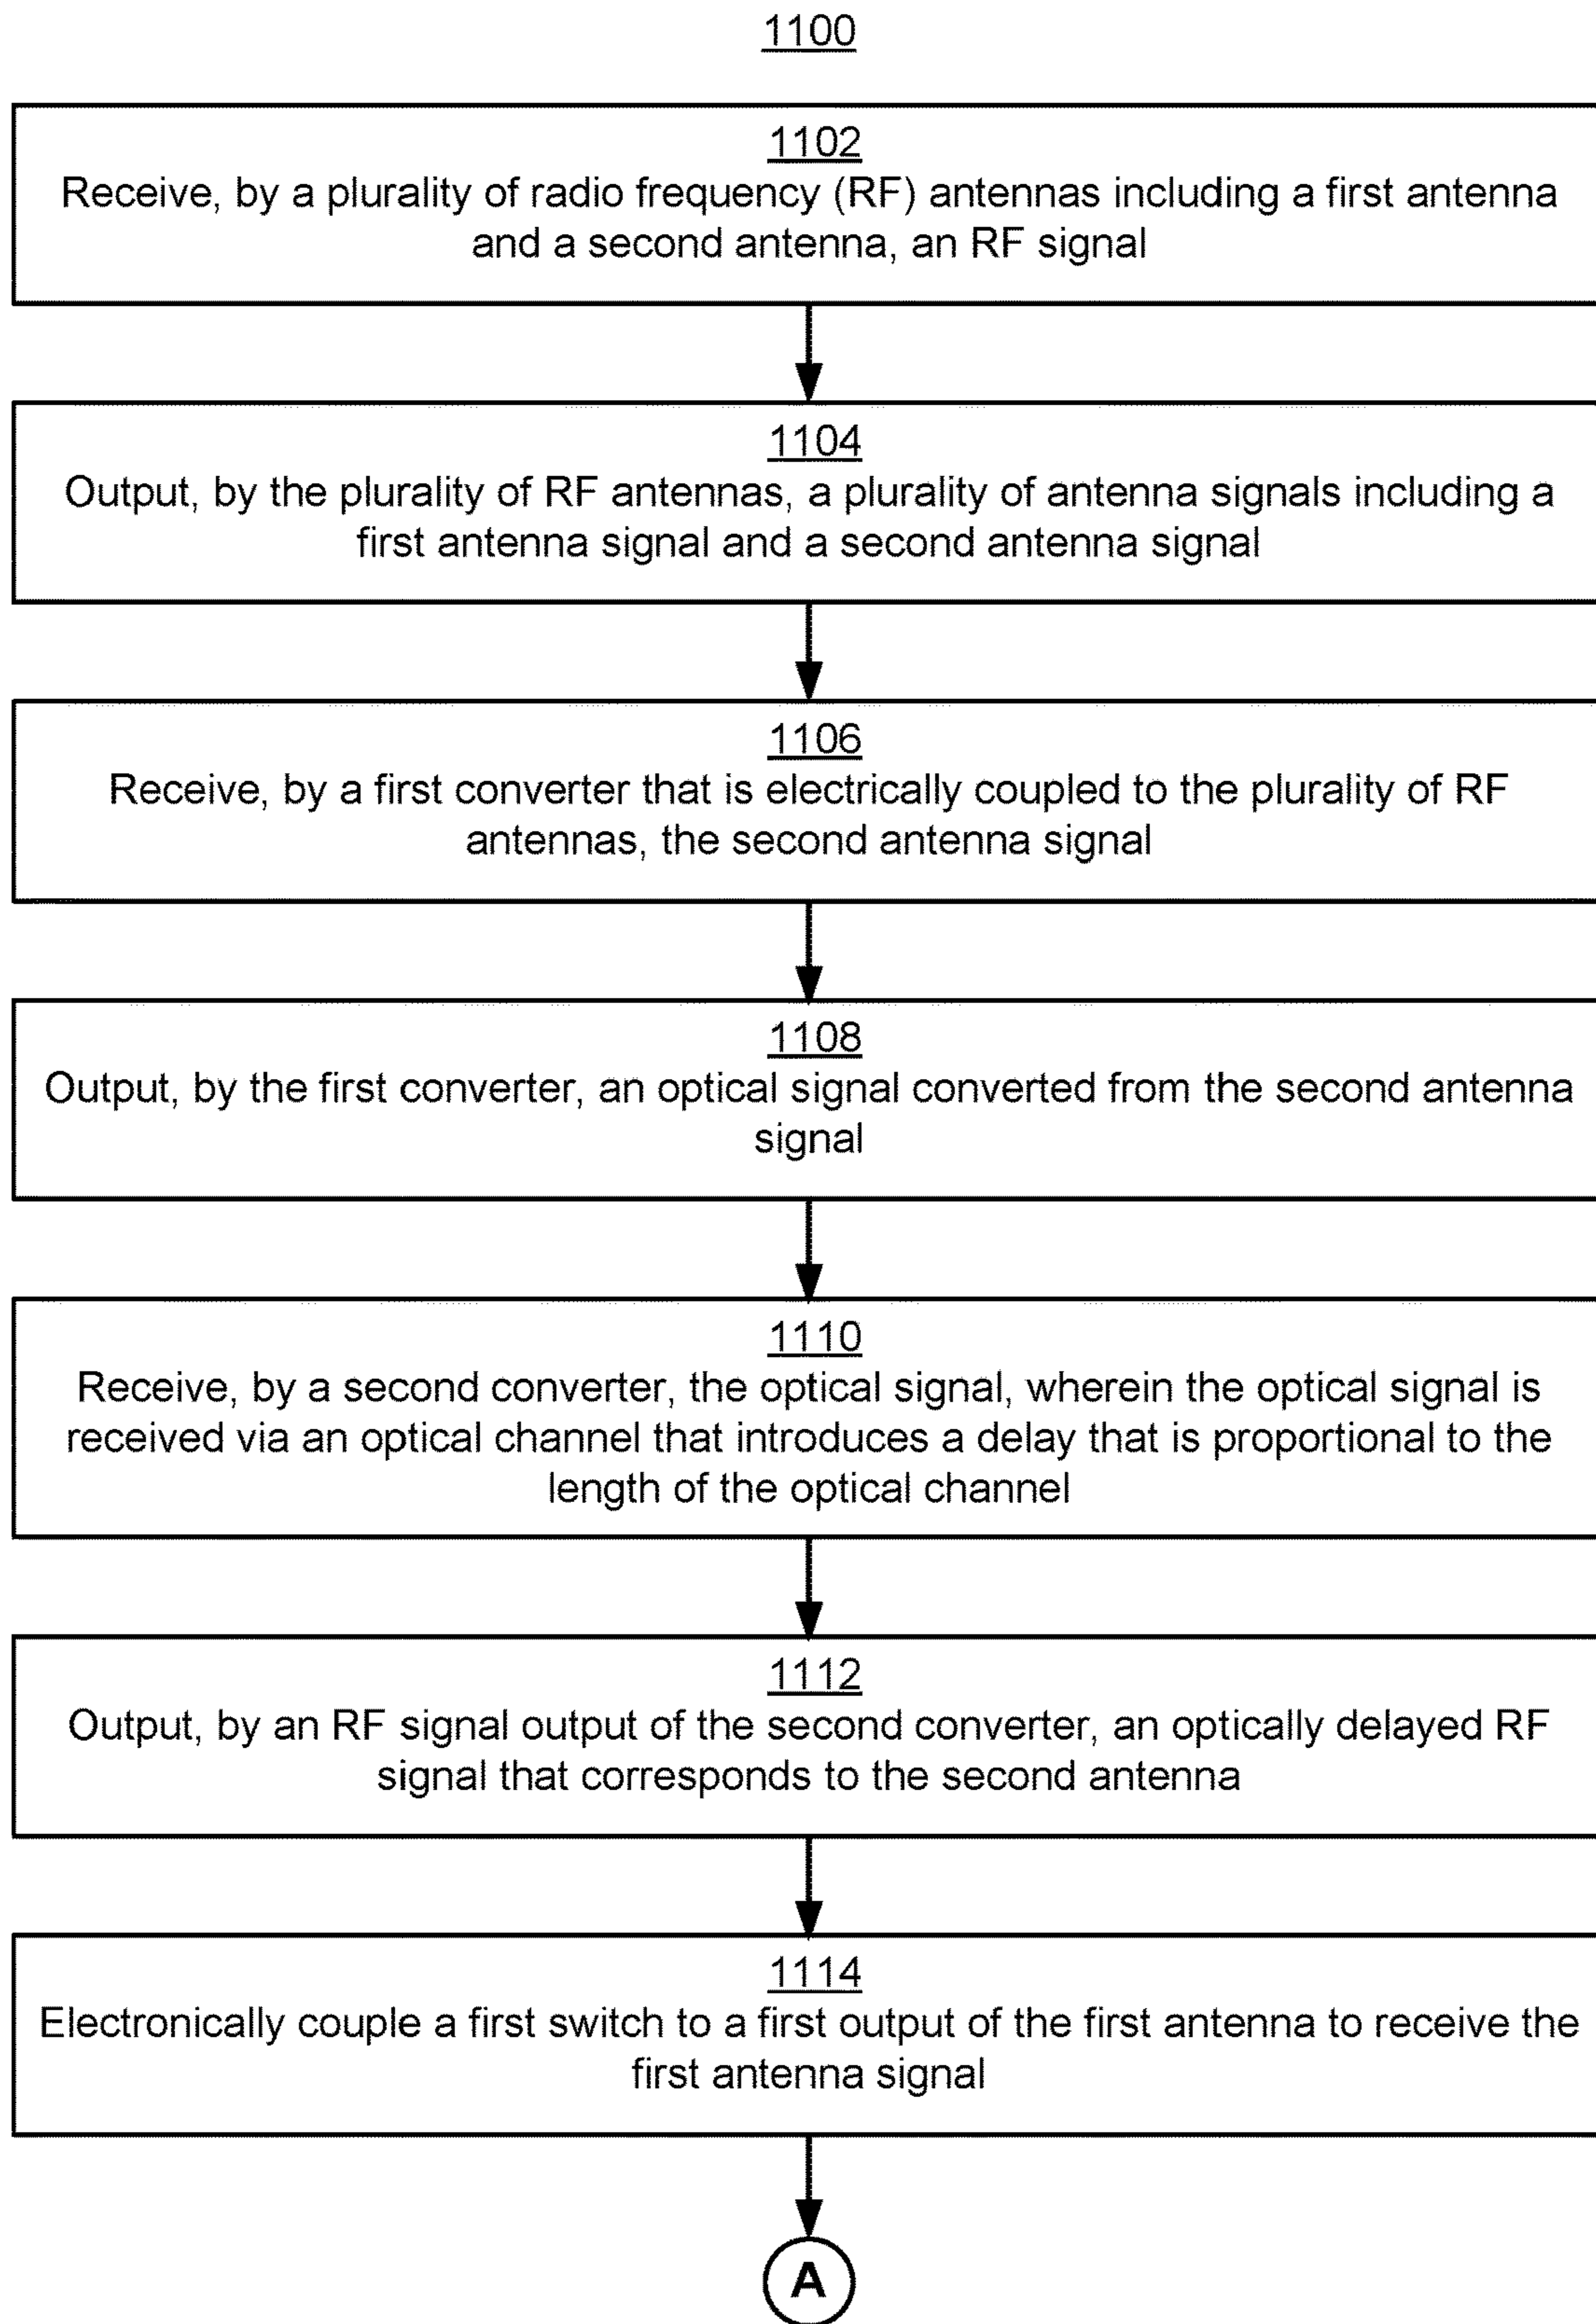 1100
1102
Receive, by a plurality of radio frequency (RF) antennas including a first antenna
and a second antenna, an RF signal
1104
Output, by the plurality of RF antennas, a plurality of antenna signals including a
first antenna signal and a second antenna signal
1106
Receive, by a first converter that is electrically coupled to the plurality of RF
antennas, the second antenna signal
1108
Output, by the first converter, an optical signal converted from the second antenna
signal
1110
Receive, by a second converter, the optical signal, wherein the optical signal is
received via an optical channel that introduces a delay that is proportional to the
length of the optical channel
1112
Output, by an RF signal output of the second converter, an optically delayed RF
signal that corresponds to the second antenna
1114
Electronically couple a first switch to a first output of the first antenna to receive the
first antenna signal
A